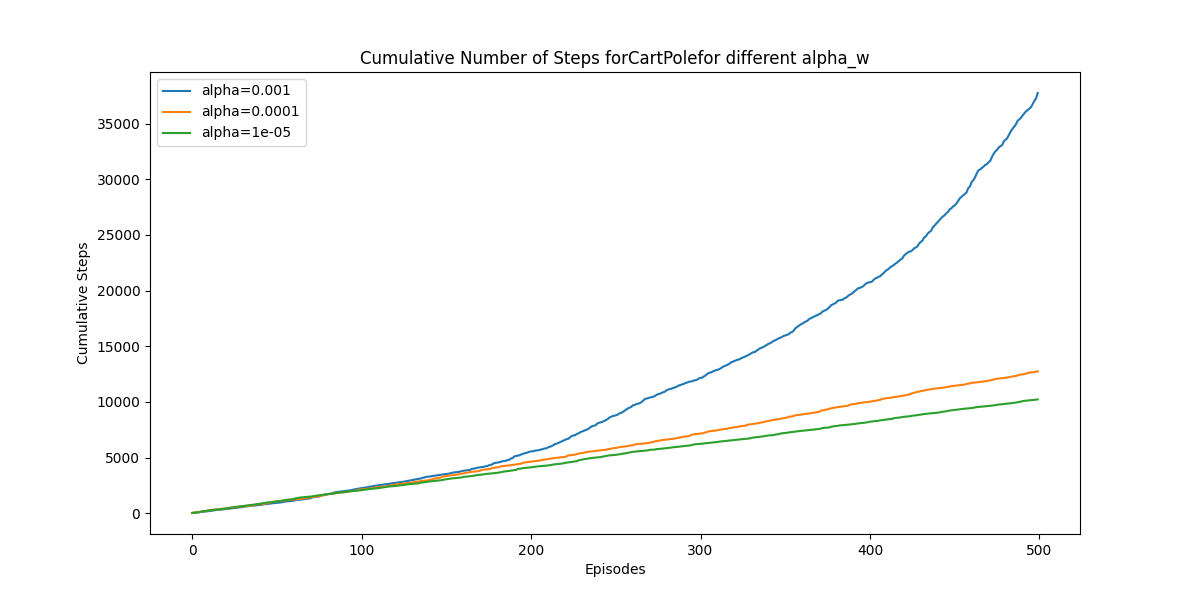 Cumulative Number of Steps forCartPolefor different alpha_w
alpha=0.001
alpha=0.0001
alpha=1e-05
Cumulative Steps
35000
30000
25000
20000
15000
10000
5000
0
0 100 200 300 400 500
Episodes